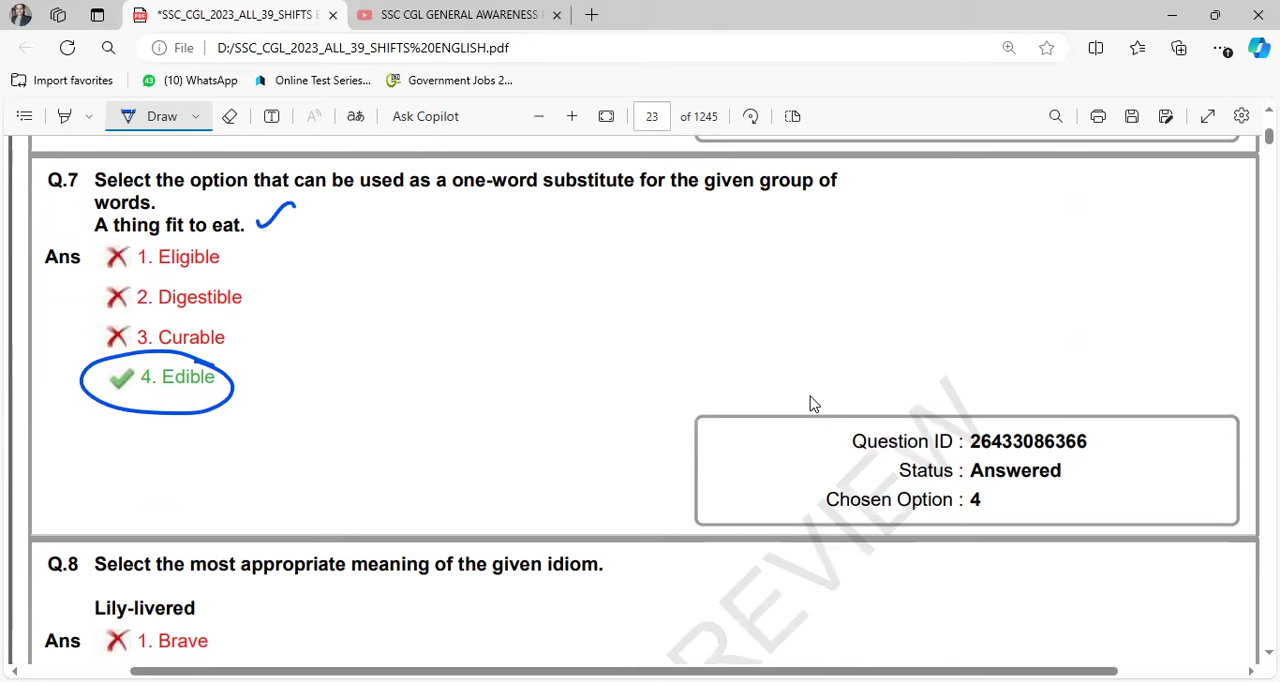 *SSC_CGL_2023_ALL_39_SHIFTS E
SSC CGL GENERAL AWARENESS
File
D:/SSC_CGL_2023_ALL_39_SHIFTS%20ENGLISH.pdf
Import favorites
(10) WhatsApp
Online Test Series...
Government Jobs 2...
Draw
Ask Copilot
23
of 1245
Q.7 Select the option that can be used as a one-word substitute for the given group of
words.
A thing fit to eat.
Ans
1. Eligible
2. Digestible
3. Curable
4. Edible
Question ID : 26433086366
Status : Answered
Chosen Option : 4
Q.8 Select the most appropriate meaning of the given idiom.
Lily-livered
Ans
1. Brave
REVIEW